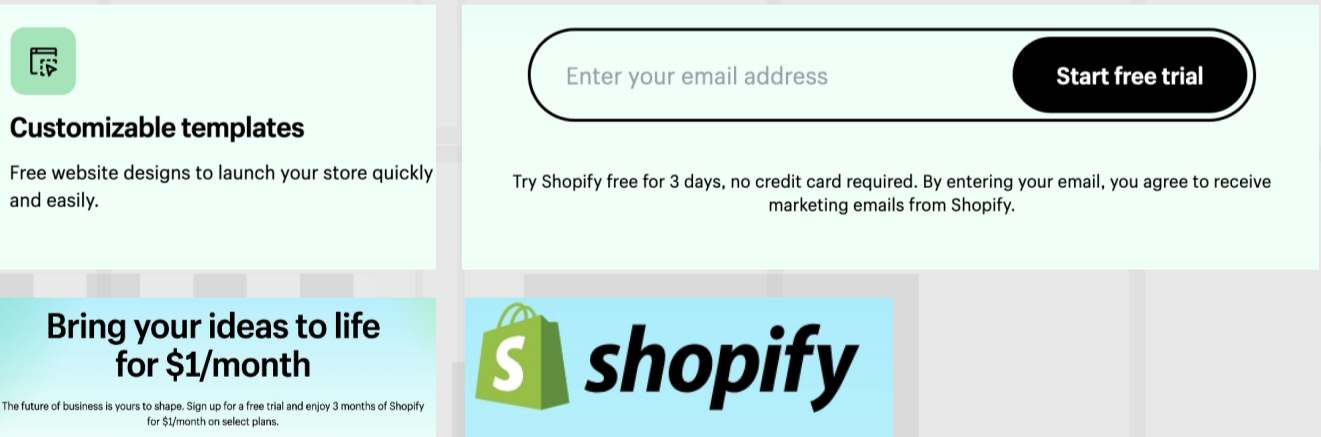 Customizable templates
Free website designs to launch your store quickly
and easily.
Enter your email address
Start free trial
Try Shopify free for 3 days, no credit card required. By entering your email, you agree to receive
marketing emails from Shopify.
Bring your ideas to life
for $1/month
The future of business is yours to shape. Sign up for a free trial and enjoy 3 months of Shopify
for $1/month on select plans.
S
shopify